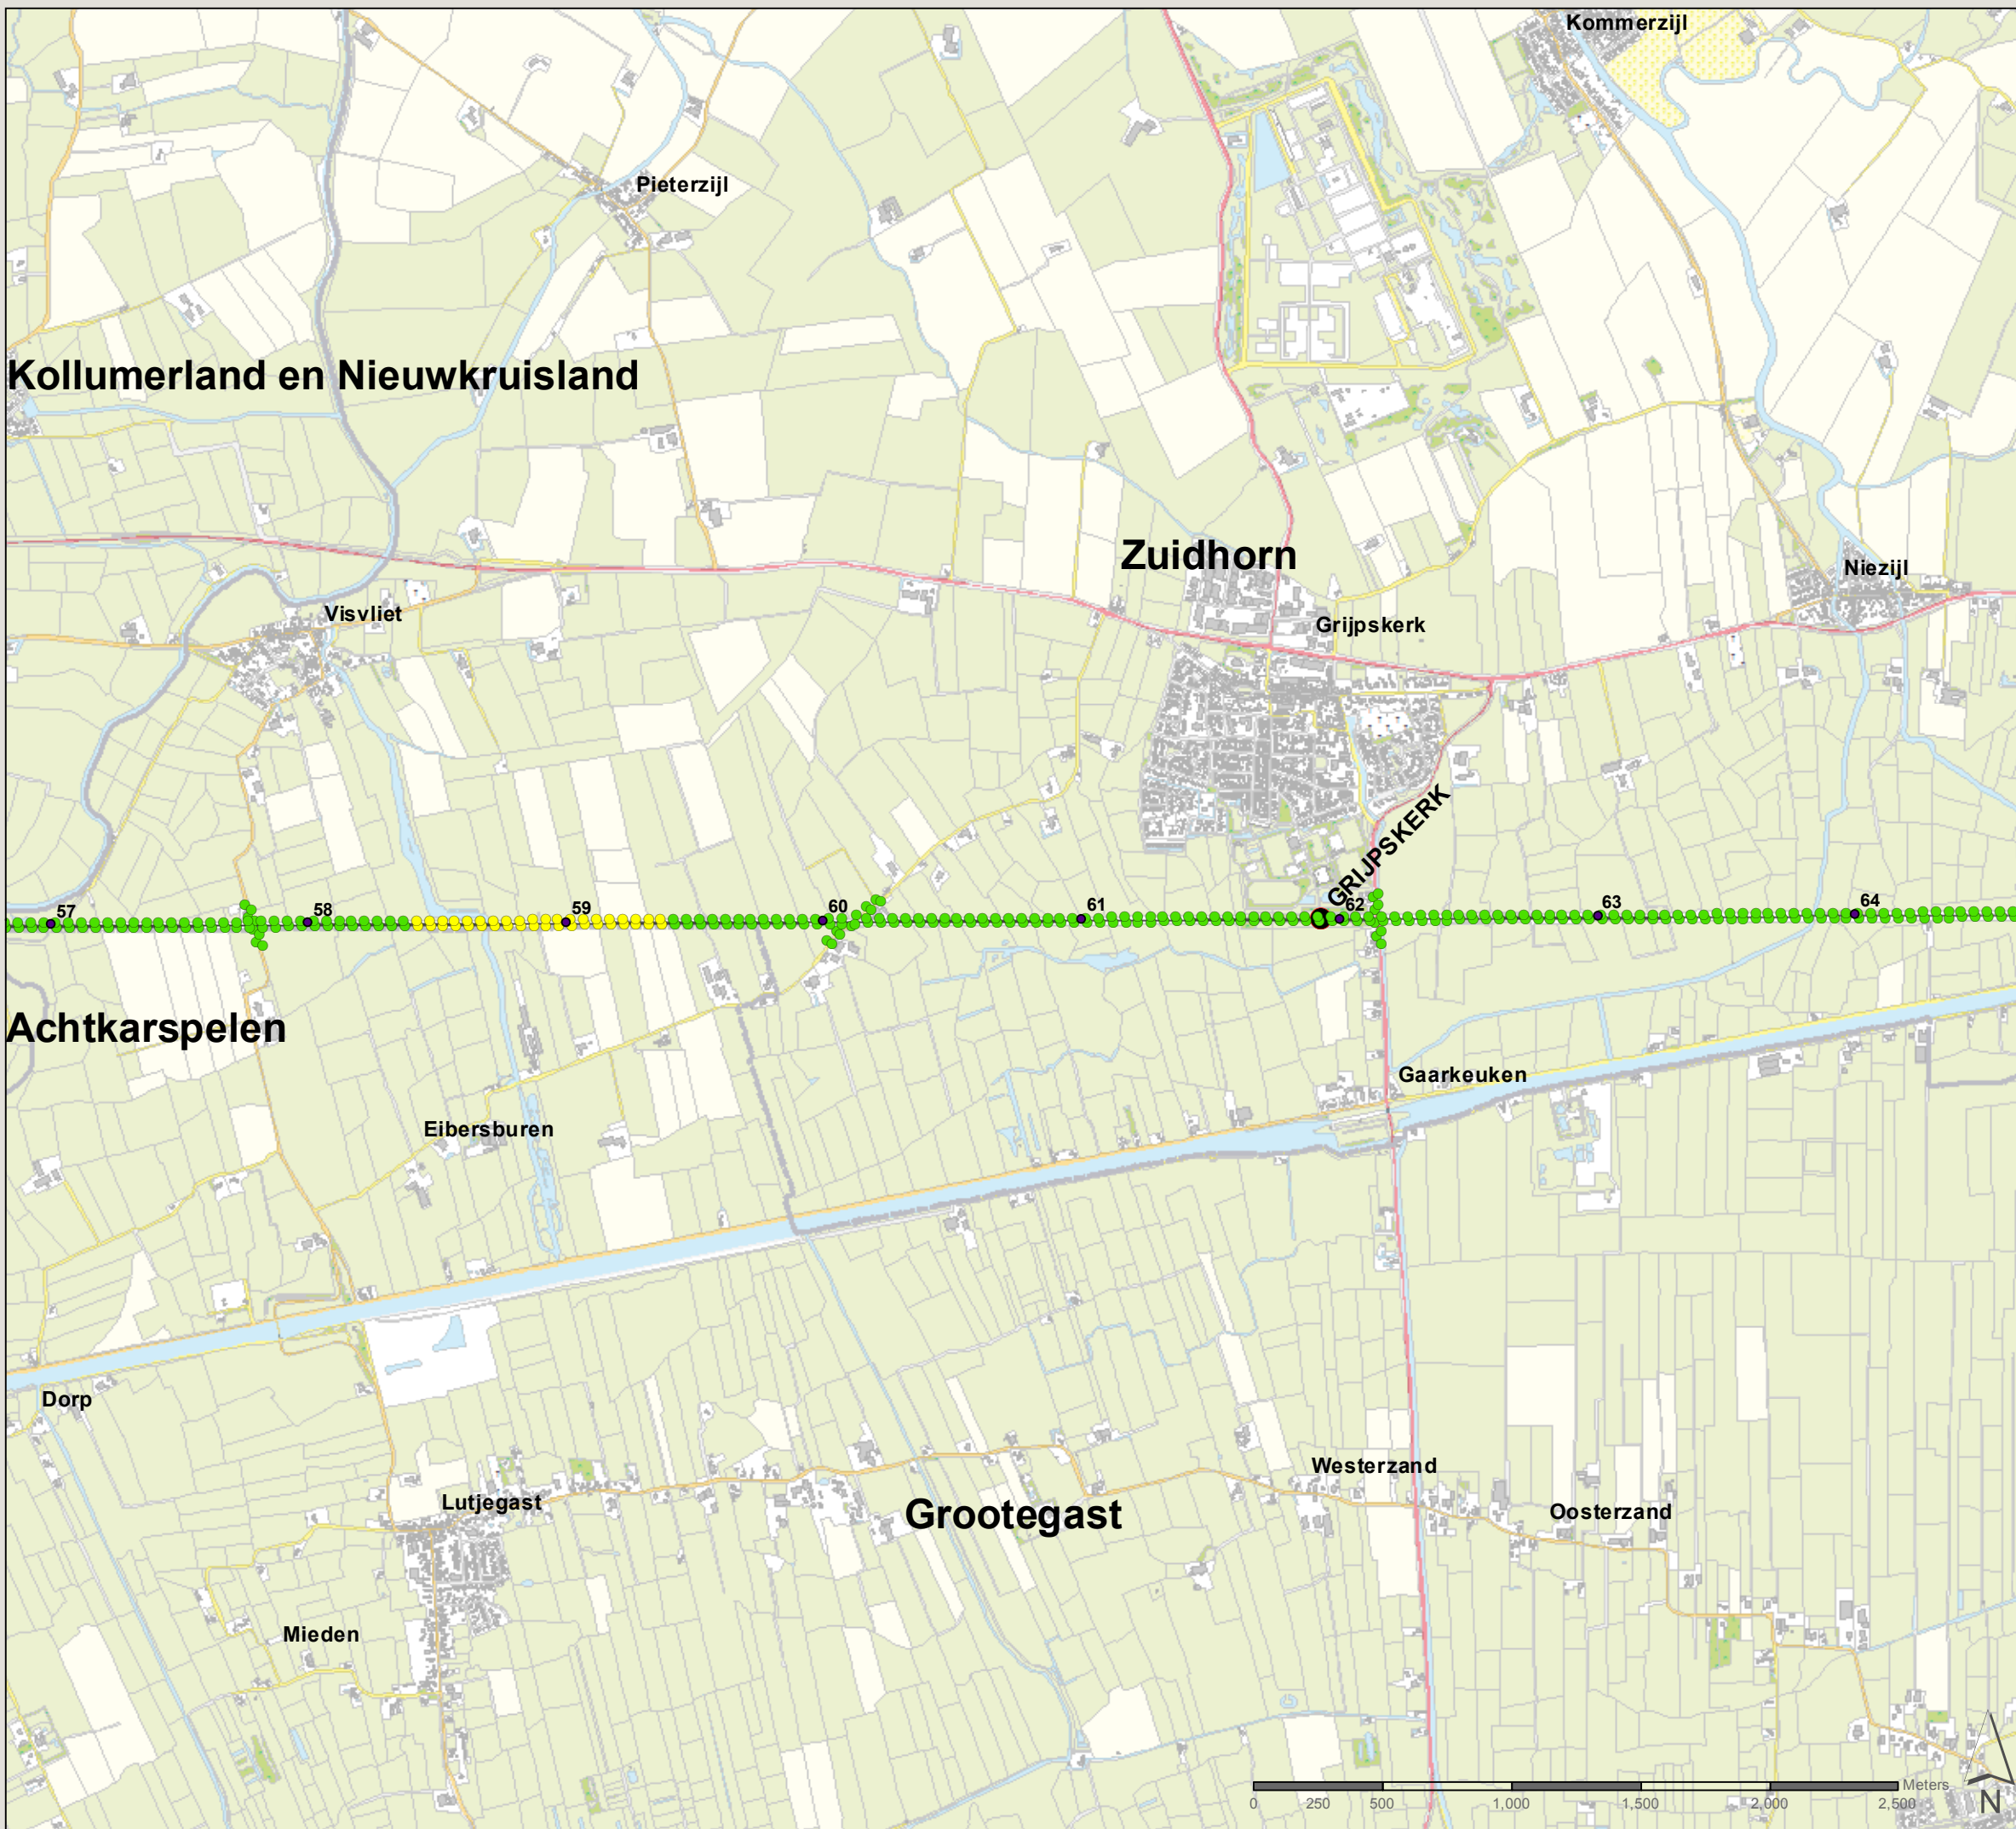 Kommerzijl
Pieterzijl
Kollumerland en Nieuwkruisland
Zuidhorn
Niezijl
Visvliet
Grijpskerk
GRIJPSKERK
57
58
59
60
61
62
63
64
Achtkarspelen
Gaarkeuken
Eibersburen
Dorp
Westerzand
Lutjegast
Grootegast
Oosterzand
Mieden
Meters
0 250 500 1,000 1,500 2,000 2,500
N